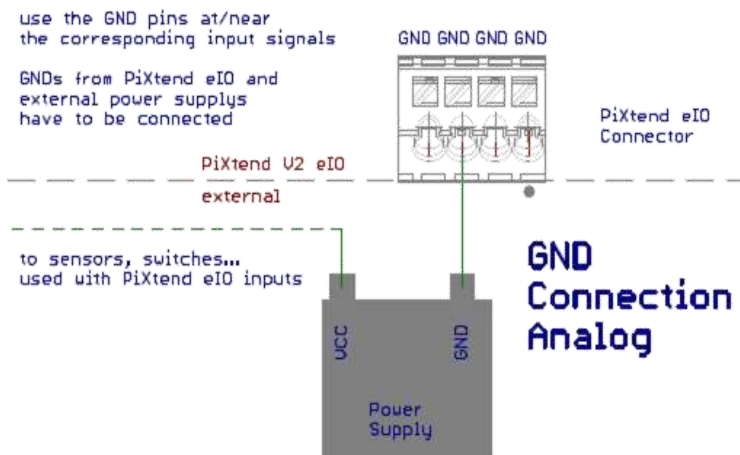 use the GND pins at/near
the corresponding input signals
GND GND GND GND
GNDs from PiXtend eIO and
external power supplys
have to be connected
PiXtend eIO
Connector
PiXtend V2 eIO
external
to sensors, switches...
used with PiXtend eIO inputs
GND
Connection
Analog
VCC
GND
Power
Supply